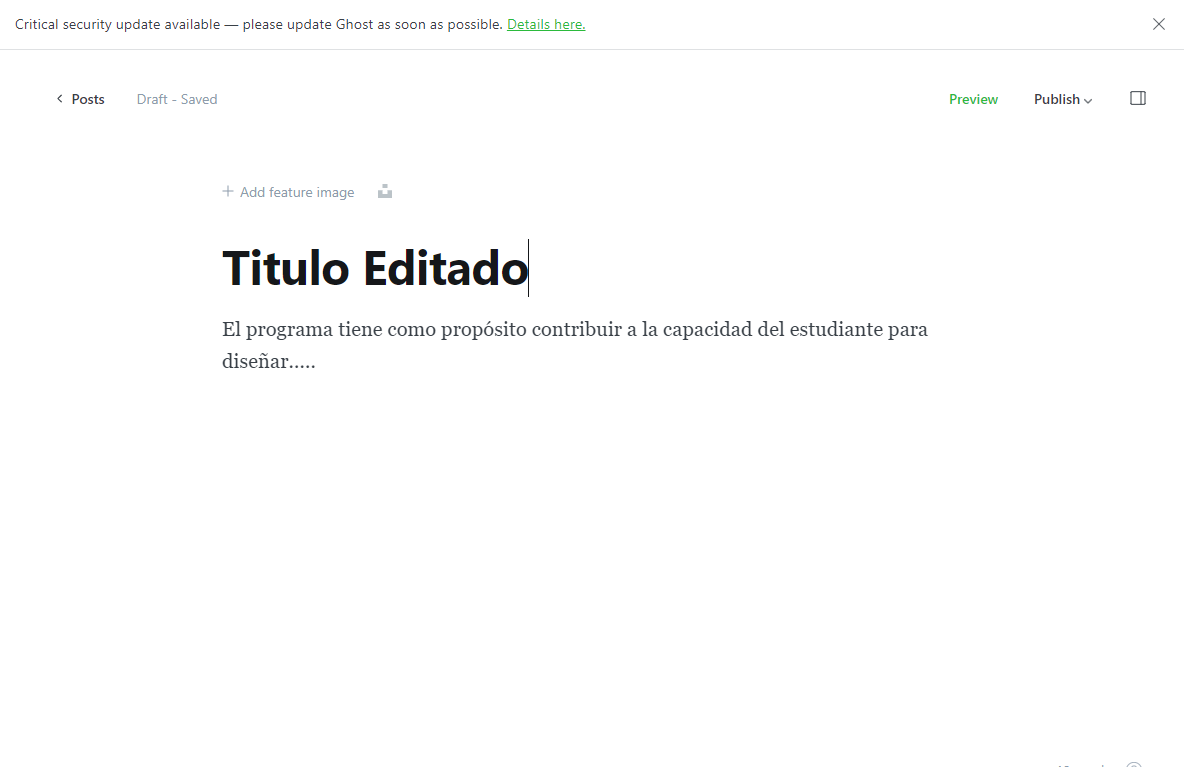 Critical security update available — please update Ghost as soon as possible. Details here.
Posts Draft - Saved Preview Publish
+ Add feature image
Titulo Editado
El programa tiene como propósito contribuir a la capacidad del estudiante para
diseñar.....